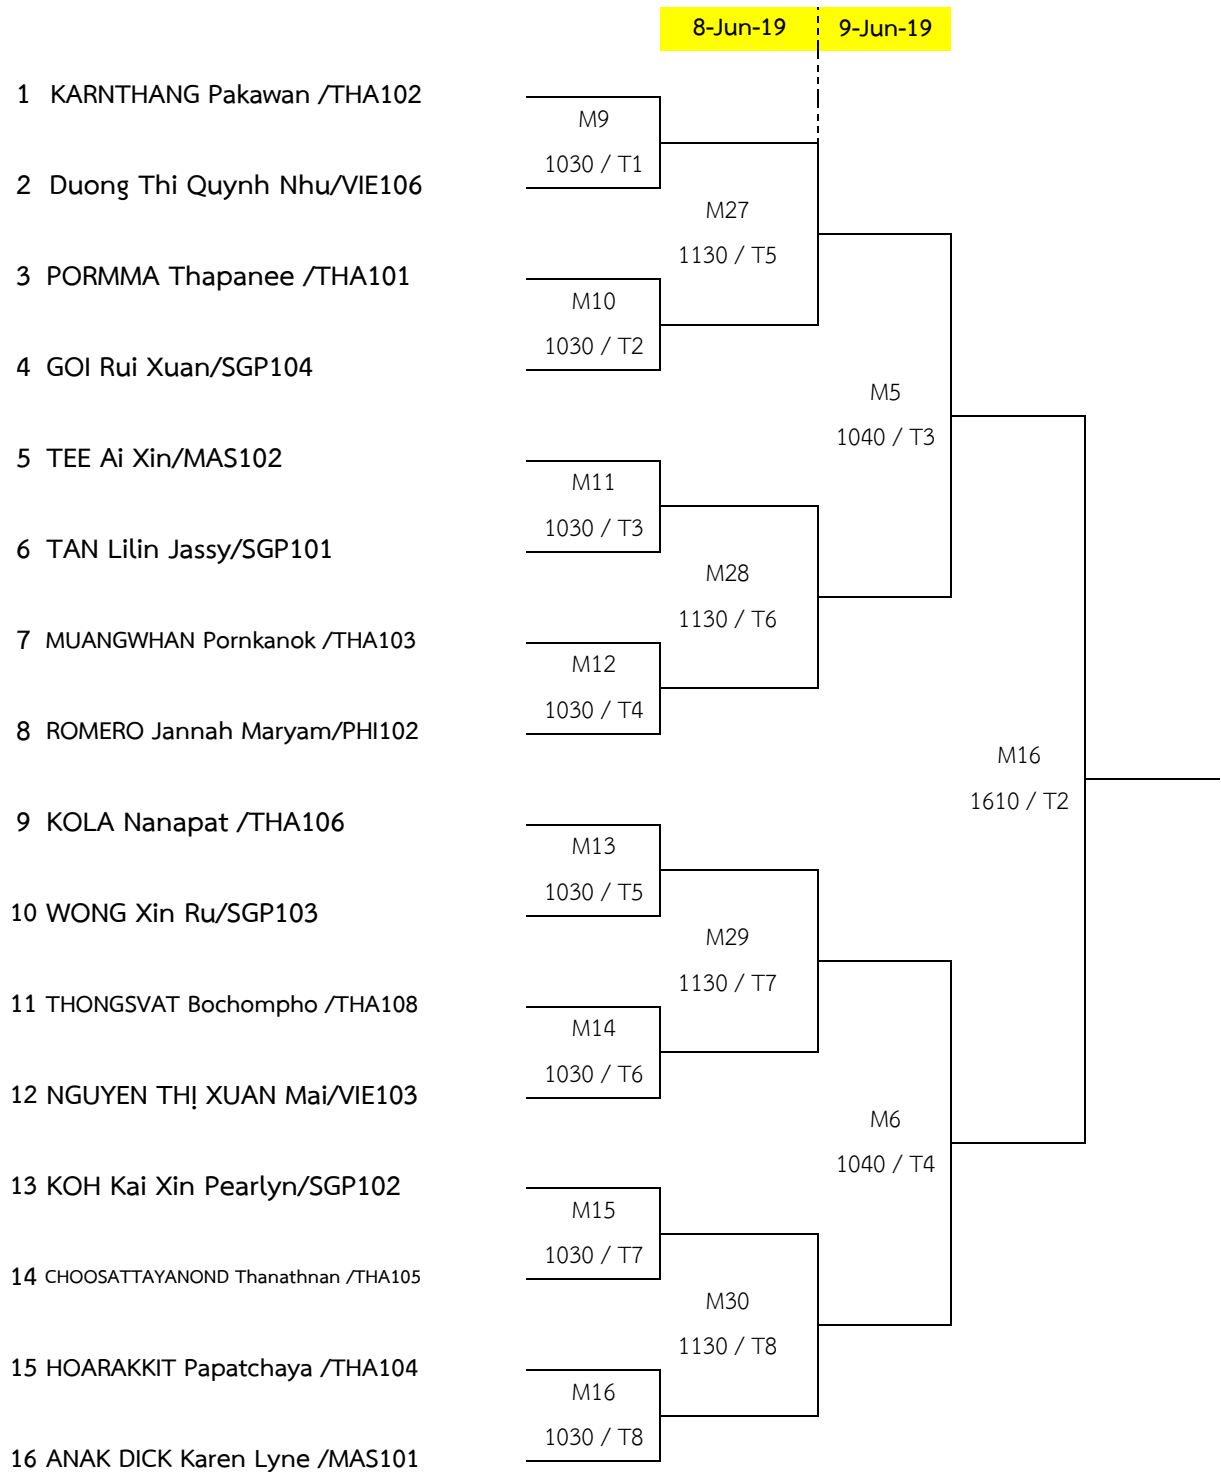 8-Jun-19 9-Jun-19
1 KARNTHANG Pakawan /THA102
M9
1030 / T1
2 Duong Thi Quynh Nhu/VIE106
M27
1130 / T5
3 PORMMA Thapanee /THA101
M10
1030 / T2
4 GOI Rui Xuan/SGP104
M5
1040 / T3
5 TEE Ai Xin/MAS102
M11
1030 / T3
6 TAN Lilin Jassy/SGP101
M28
1130 / T6
7 MUANGWHAN Pornkanok /THA103
M12
1030 / T4
8 ROMERO Jannah Maryam/PHI102
M16
1610 / T2
9 KOLA Nanapat /THA106
M13
1030 / T5
10 WONG Xin Ru/SGP103
M29
1130 / T7
11 THONGSVAT Bochompho /THA108
M14
1030 / T6
12 NGUYEN THỊ XUAN Mai/VIE103
M6
1040 / T4
13 KOH Kai Xin Pearlyn/SGP102
M15
1030 / T7
14 CHOOSATTAYANOND Thanathnan /THA105
M30
1130 / T8
15 HOARAKKIT Papatchaya /THA104
M16
1030 / T8
16 ANAK DICK Karen Lyne /MAS101